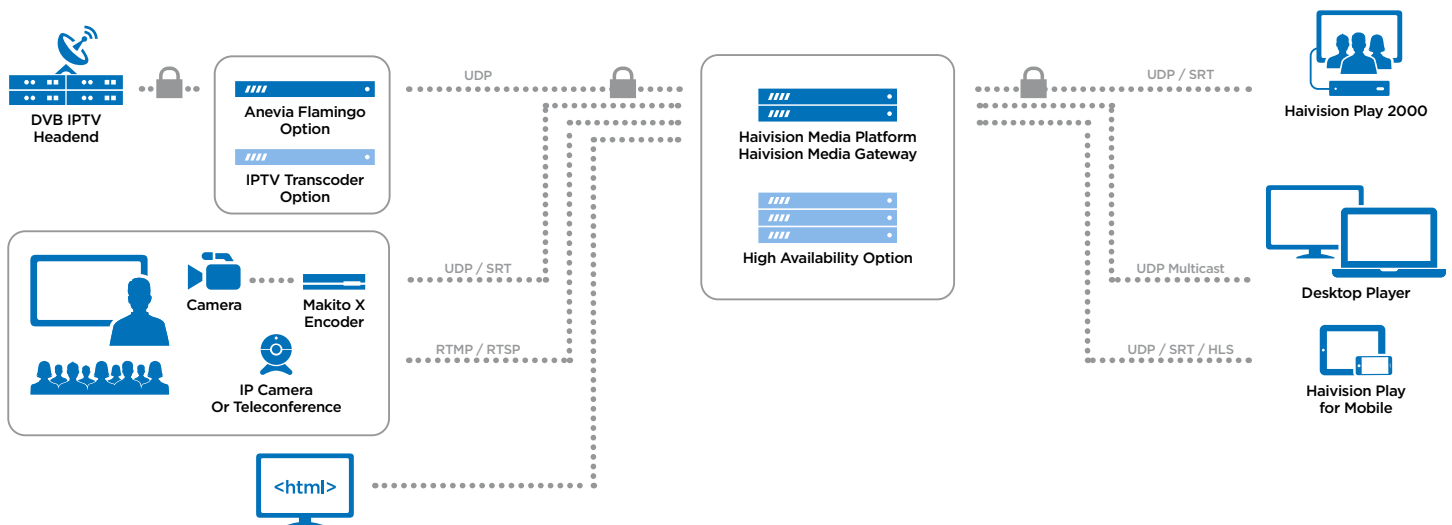 DVB IPTV
Headend
Anevia Flamingo
Option
IPTV Transcoder
Option
UDP
Camera
Makito X
Encoder
IP Camera
Or Teleconference
UDP / SRT
RTMP / RTSP
<html>
Haivision Media Platform
Haivision Media Gateway
High Availability Option
UDP / SRT
Haivision Play 2000
UDP Multicast
Desktop Player
UDP / SRT / HLS
Haivision Play
for Mobile